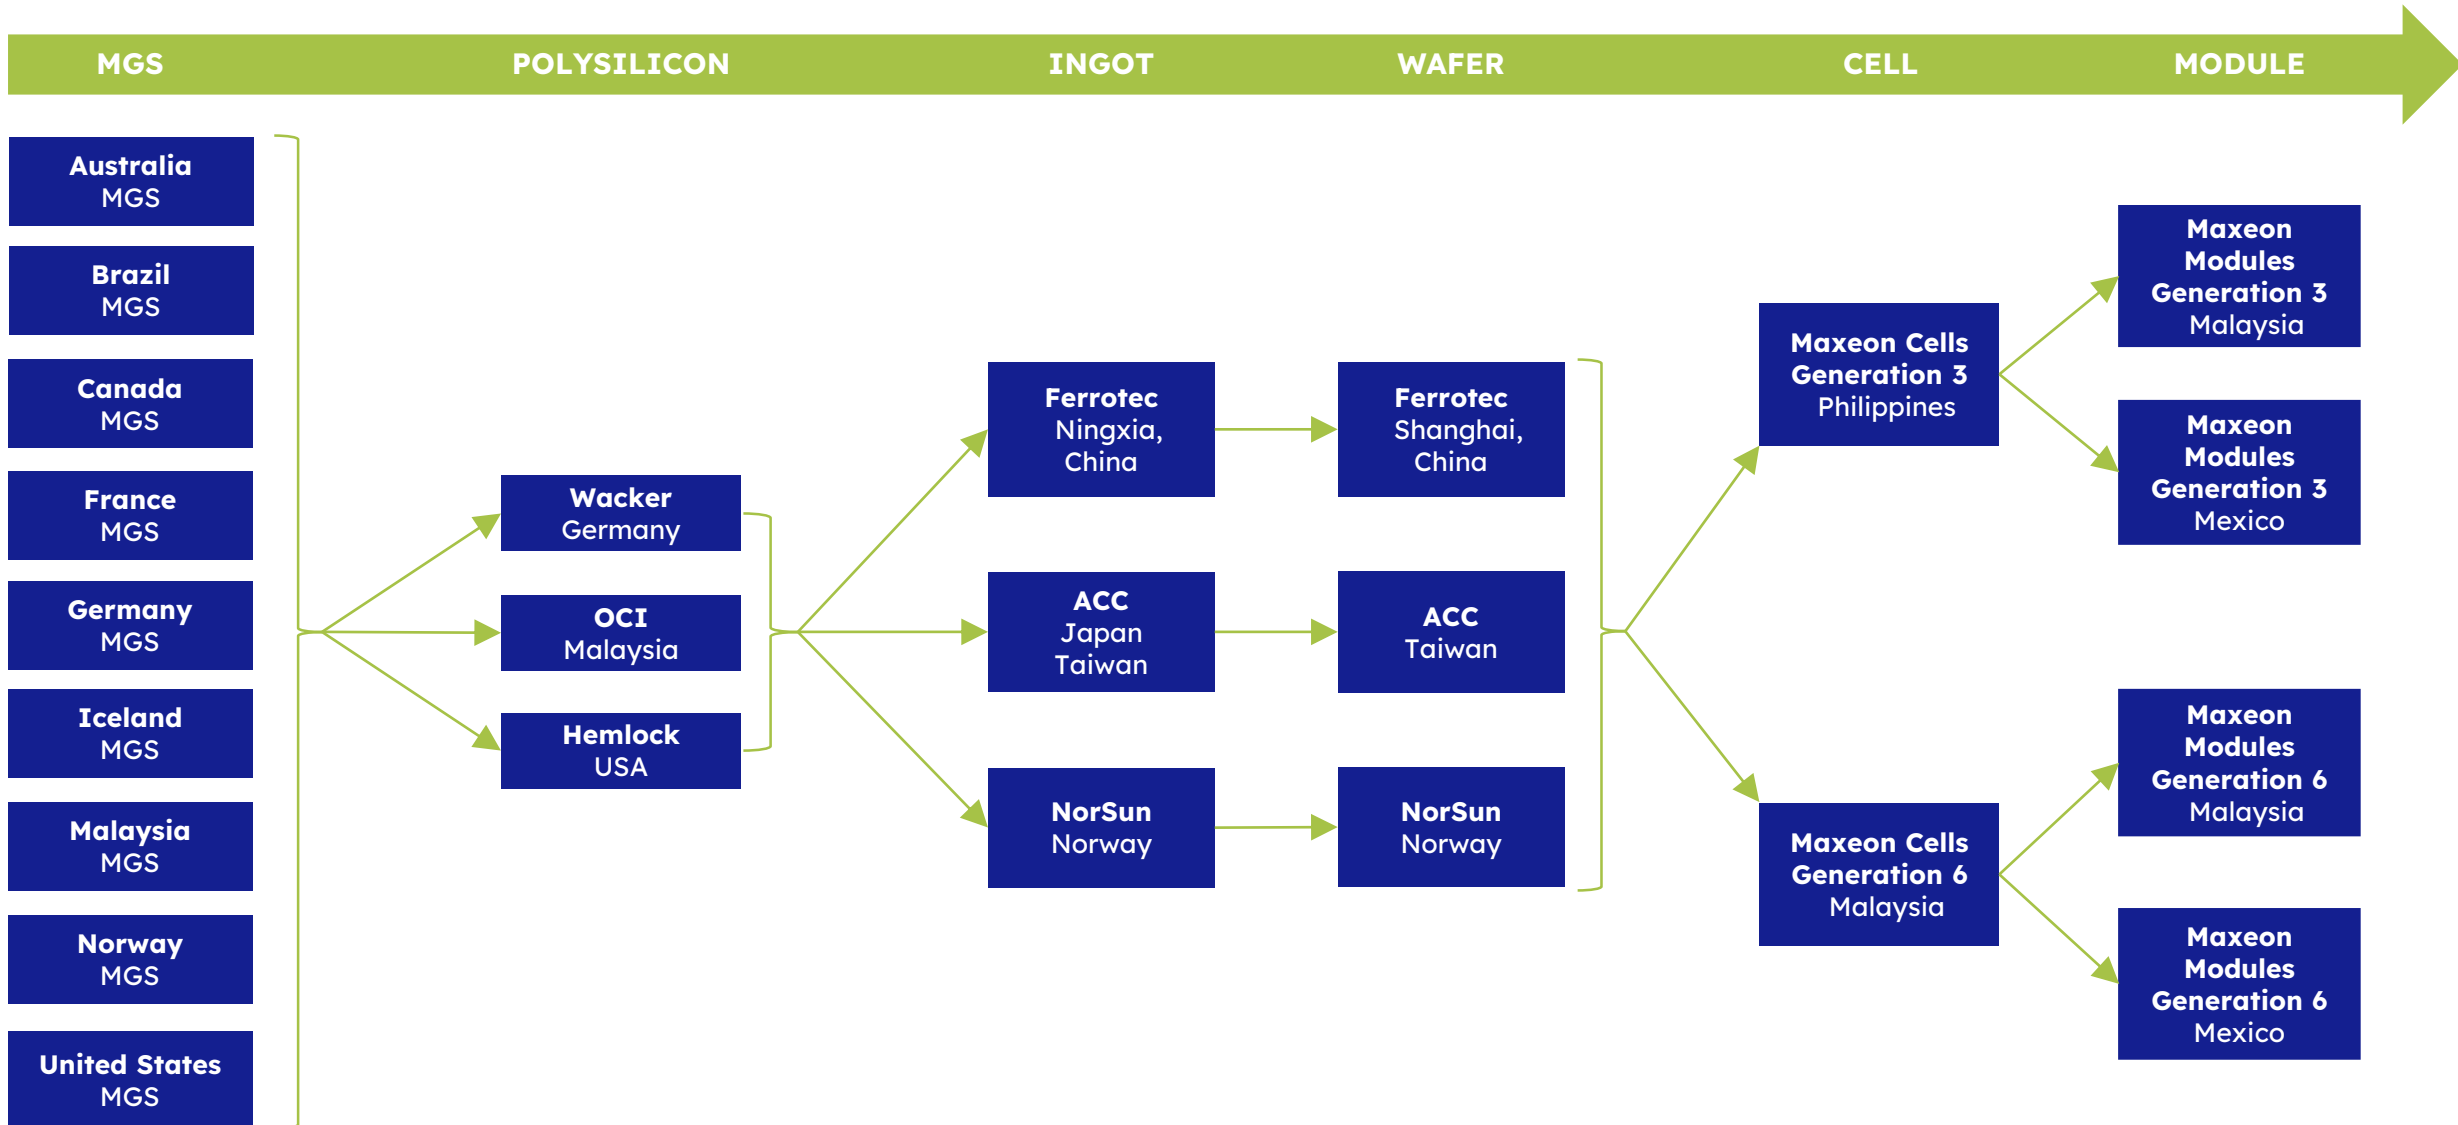 MGS
POLYSILICON
INGOT
WAFER
CELL
MODULE
Australia
MGS
Brazil
MGS
Canada
MGS
France
MGS
Germany
MGS
Iceland
MGS
Malaysia
MGS
Norway
MGS
United States
MGS
Wacker
Germany
OCI
Malaysia
Hemlock
USA
Ferrotec
Ningxia,
China
ACC
Japan
Taiwan
NorSun
Norway
Ferrotec
Shanghai,
China
ACC
Taiwan
NorSun
Norway
Maxeon Cells
Generation 3
Philippines
Maxeon Cells
Generation 6
Malaysia
Maxeon
Modules
Generation 3
Malaysia
Maxeon
Modules
Generation 3
Mexico
Maxeon
Modules
Generation 6
Malaysia
Maxeon
Modules
Generation 6
Mexico